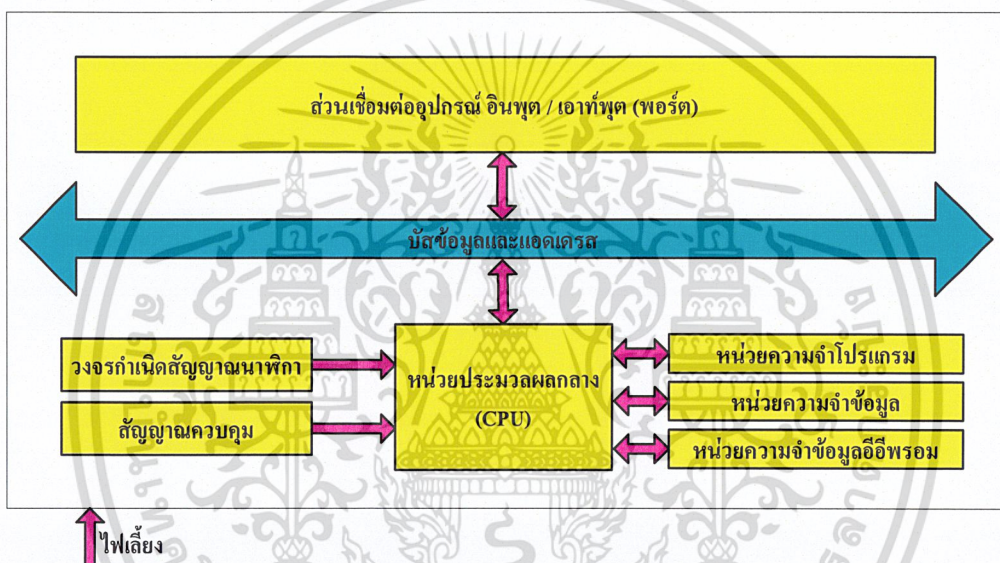 ส่วนเชื่อมต่ออุปกรณ์ อินพุต / เอาท์พุต (พอร์ต)
บัสข้อมูลและแอดเดรส
วงจรกำเนิดสัญญาณนาฬิกา
สัญญาณควบคุม
หน่วยประมวลผลกลาง
(CPU)
หน่วยความจำโปรแกรม
หน่วยความจำข้อมูล
หน่วยความจำข้อมูลอีอีพรอม
ไฟเลี้ยง